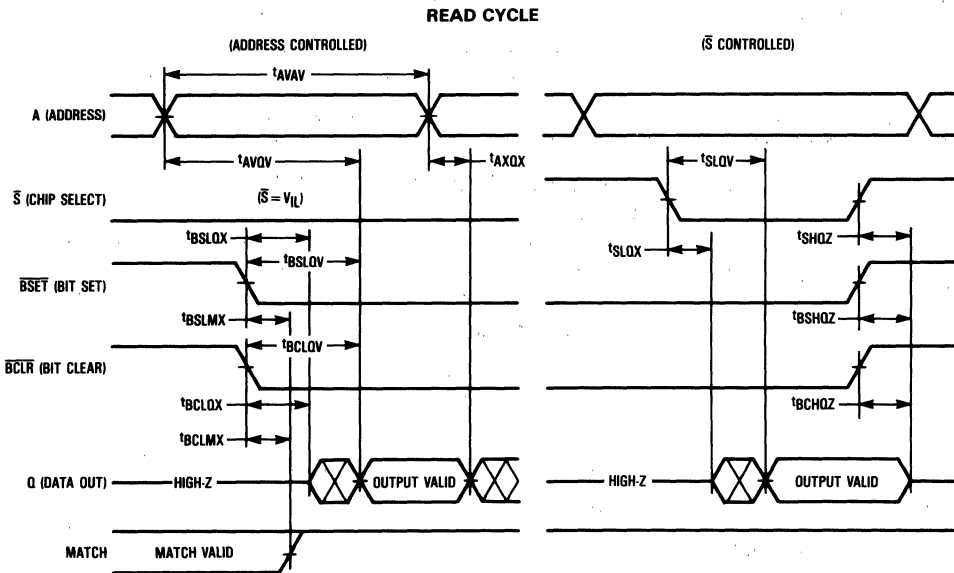 READ CYCLE
(ADDRESS CONTROLLED)
(S̅ CONTROLLED)
tAVAV
A (ADDRESS)
tAVQV
tAXQX
tSLQV
S̅ (CHIP SELECT)
(S̅ = VIL)
tBSLQX
tSLQX
tSHQZ
tBSLQV
B̅S̅E̅T̅ (BIT SET)
tBSLMX
tBSHQZ
tBCLQV
B̅C̅L̅R̅ (BIT CLEAR)
tBCLQX
tBCHQZ
tBCLMX
Q (DATA OUT)
HIGH-Z
OUTPUT VALID
HIGH-Z
OUTPUT VALID
MATCH
MATCH VALID